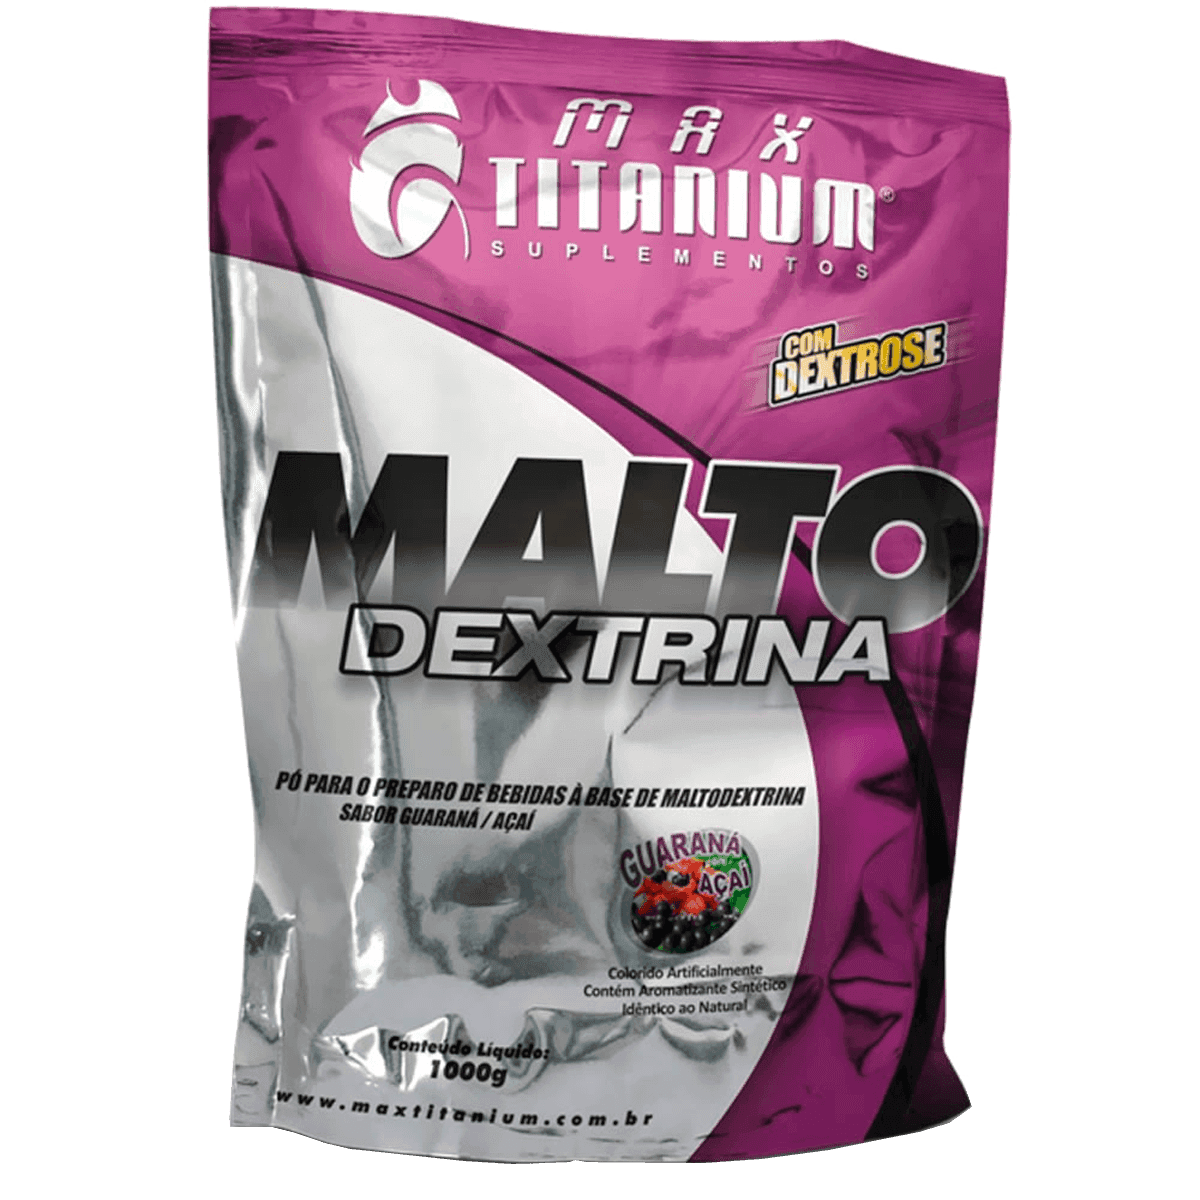 MAX
TITANIUM®
SUPLEMENTOS
COM
DEXTROSE
MALTO
DEXTRINA
PÓ PARA O PREPARO DE BEBIDAS À BASE DE MALTODEXTRINA
SABOR GUARANÁ / AÇAÍ
GUARANÁ
com
AÇAÍ
Colorido Artificialmente
Contém Aromatizante Sintético
Idêntico ao Natural
Conteúdo Líquido:
1000g
www.maxtitanium.com.br